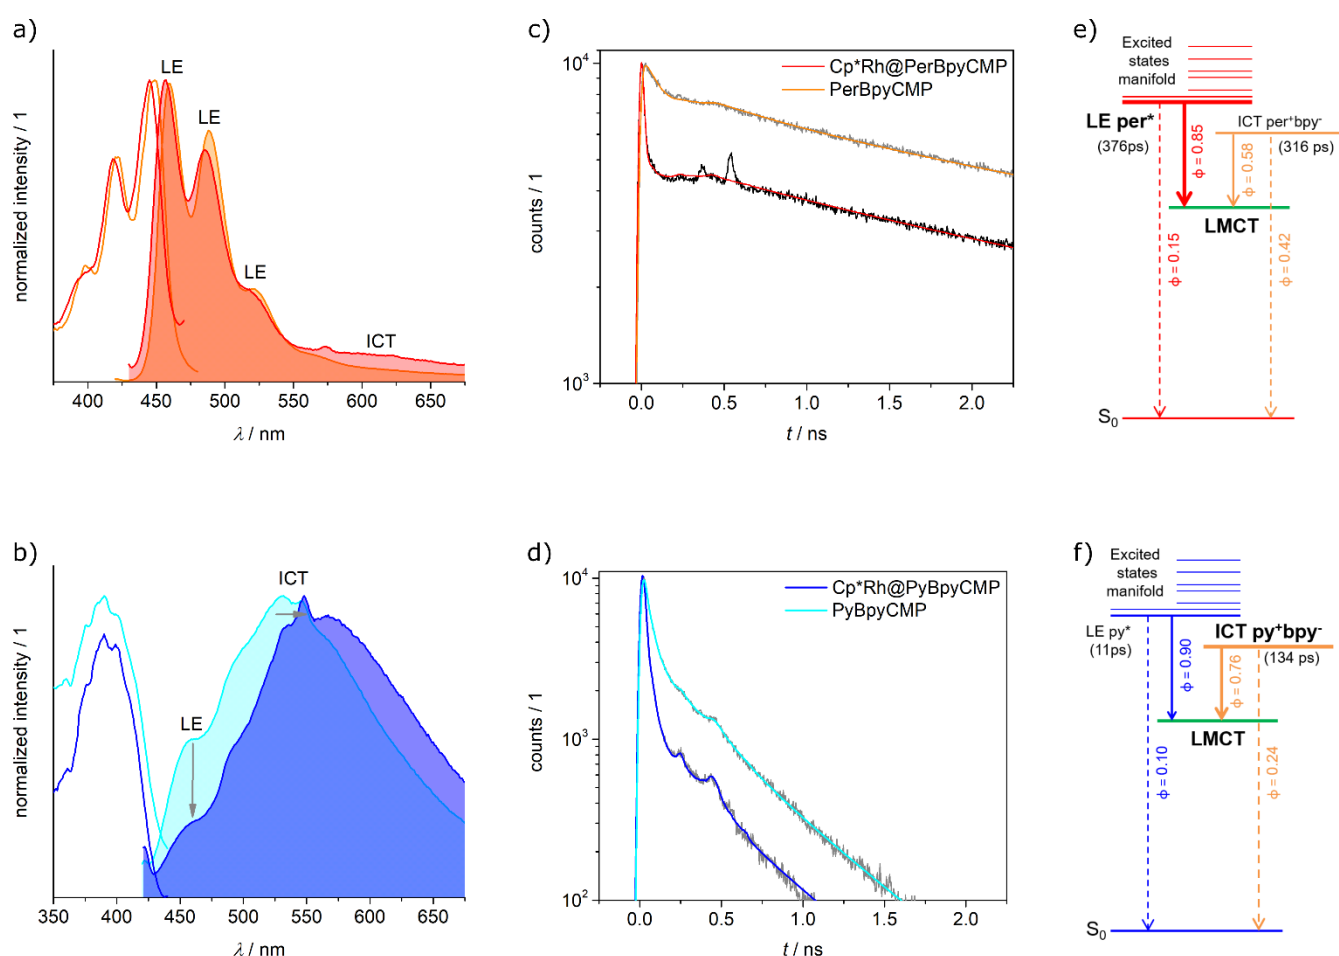 a)
normalized intensity / 1
LE
LE
LE
ICT
400 450 500 550 600 650
λ / nm
b)
normalized intensity / 1
LE
ICT
350 400 450 500 550 600 650
λ / nm
c)
counts / 1
10⁴
10³
Cp*Rh@PerBpyCMP
PerBpyCMP
0.0 0.5 1.0 1.5 2.0
t / ns
d)
counts / 1
10⁴
10³
10²
Cp*Rh@PyBpyCMP
PyBpyCMP
0.0 0.5 1.0 1.5 2.0
t / ns
e)
Excited
states
manifold
LE per*
(376ps)
ICT per⁺bpy⁻
(316 ps)
ϕ = 0.85
ϕ = 0.58
LMCT
ϕ = 0.15
ϕ = 0.42
S₀
f)
Excited
states
manifold
LE py*
(11ps)
ICT py⁺bpy⁻
(134 ps)
ϕ = 0.90
ϕ = 0.76
LMCT
ϕ = 0.10
ϕ = 0.24
S₀